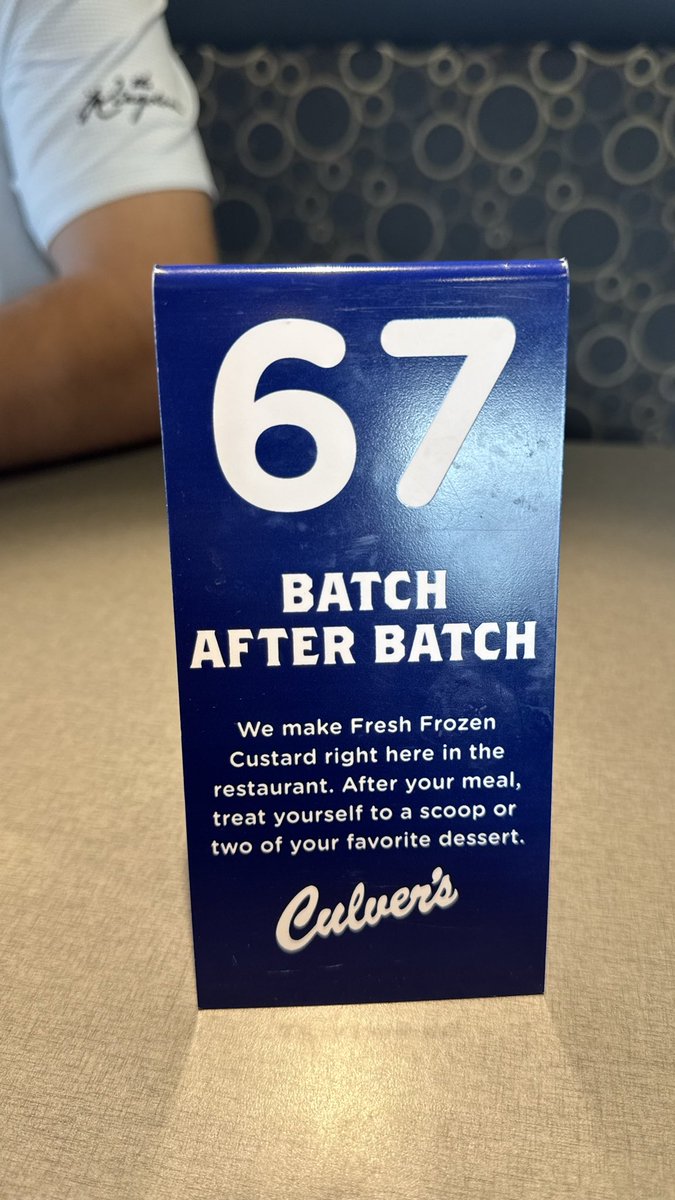 67
BATCH
AFTER BATCH
We make Fresh Frozen
Custard right here in the
restaurant. After your meal,
treat yourself to a scoop or
two of your favorite dessert.
Culver's